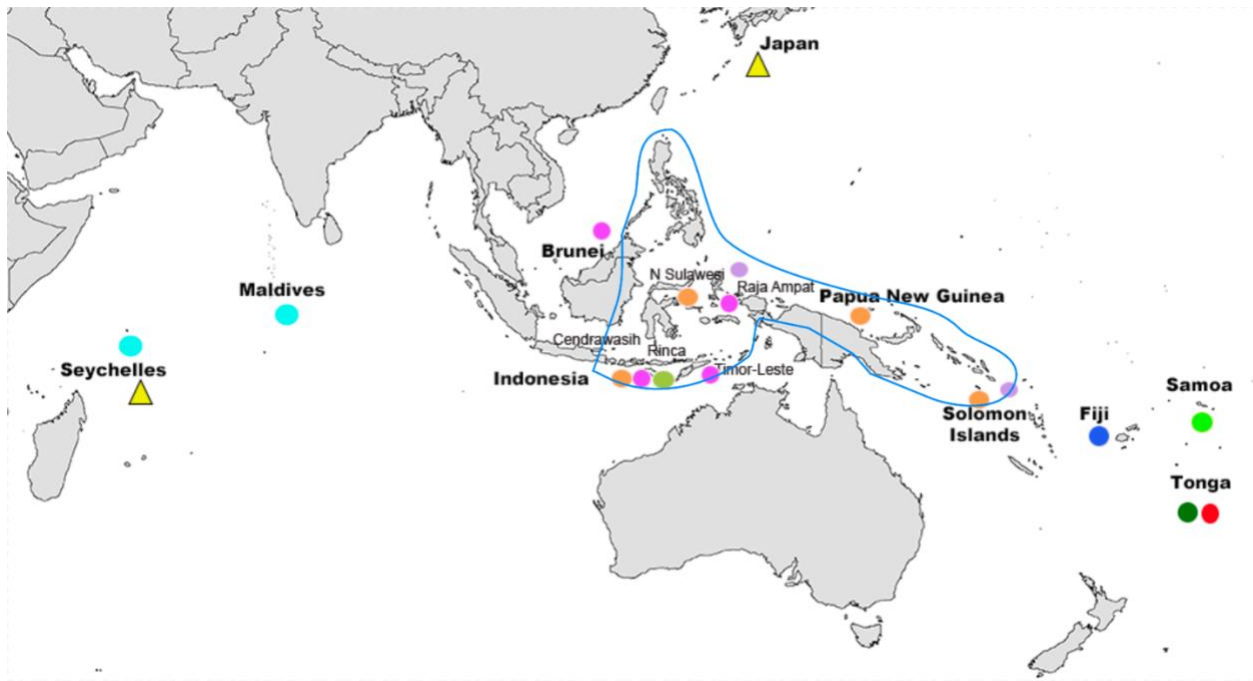 Japan
Brunei
N Sulawesi
Raja Ampat
Maldives
Papua New Guinea
Cendrawasih
Rinca
Seychelles
Indonesia
Timor-Leste
Samoa
Solomon
Islands
Fiji
Tonga